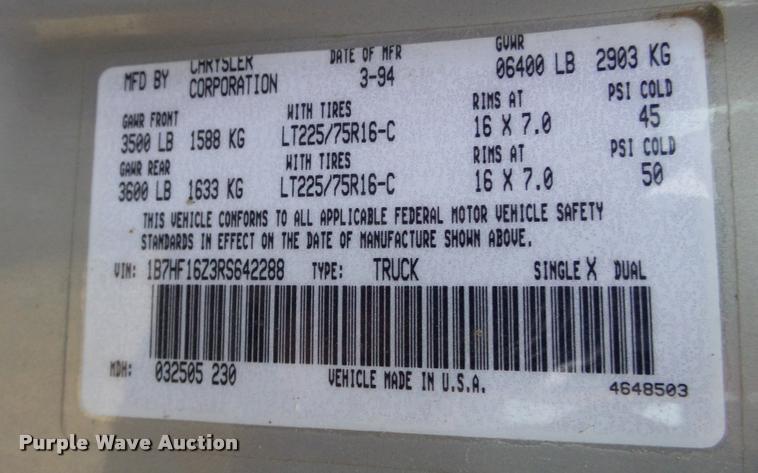 MFD BY CHRYSLER CORPORATION DATE OF MFR 3-94 GVWR 06400 LB 2903 KG
GAWR FRONT WITH TIRES RIMS AT PSI COLD
3500 LB 1588 KG LT225/75R16-C 16 X 7.0 45
GAWR REAR WITH TIRES RIMS AT PSI COLD
3600 LB 1633 KG LT225/75R16-C 16 X 7.0 50
THIS VEHICLE CONFORMS TO ALL APPLICABLE FEDERAL MOTOR VEHICLE SAFETY
STANDARDS IN EFFECT ON THE DATE OF MANUFACTURE SHOWN ABOVE.
VIN: 1B7HF16Z3RS642288 TYPE: TRUCK SINGLE X DUAL
MDH: 032505 230 VEHICLE MADE IN U.S.A. 4648503
Purple Wave Auction